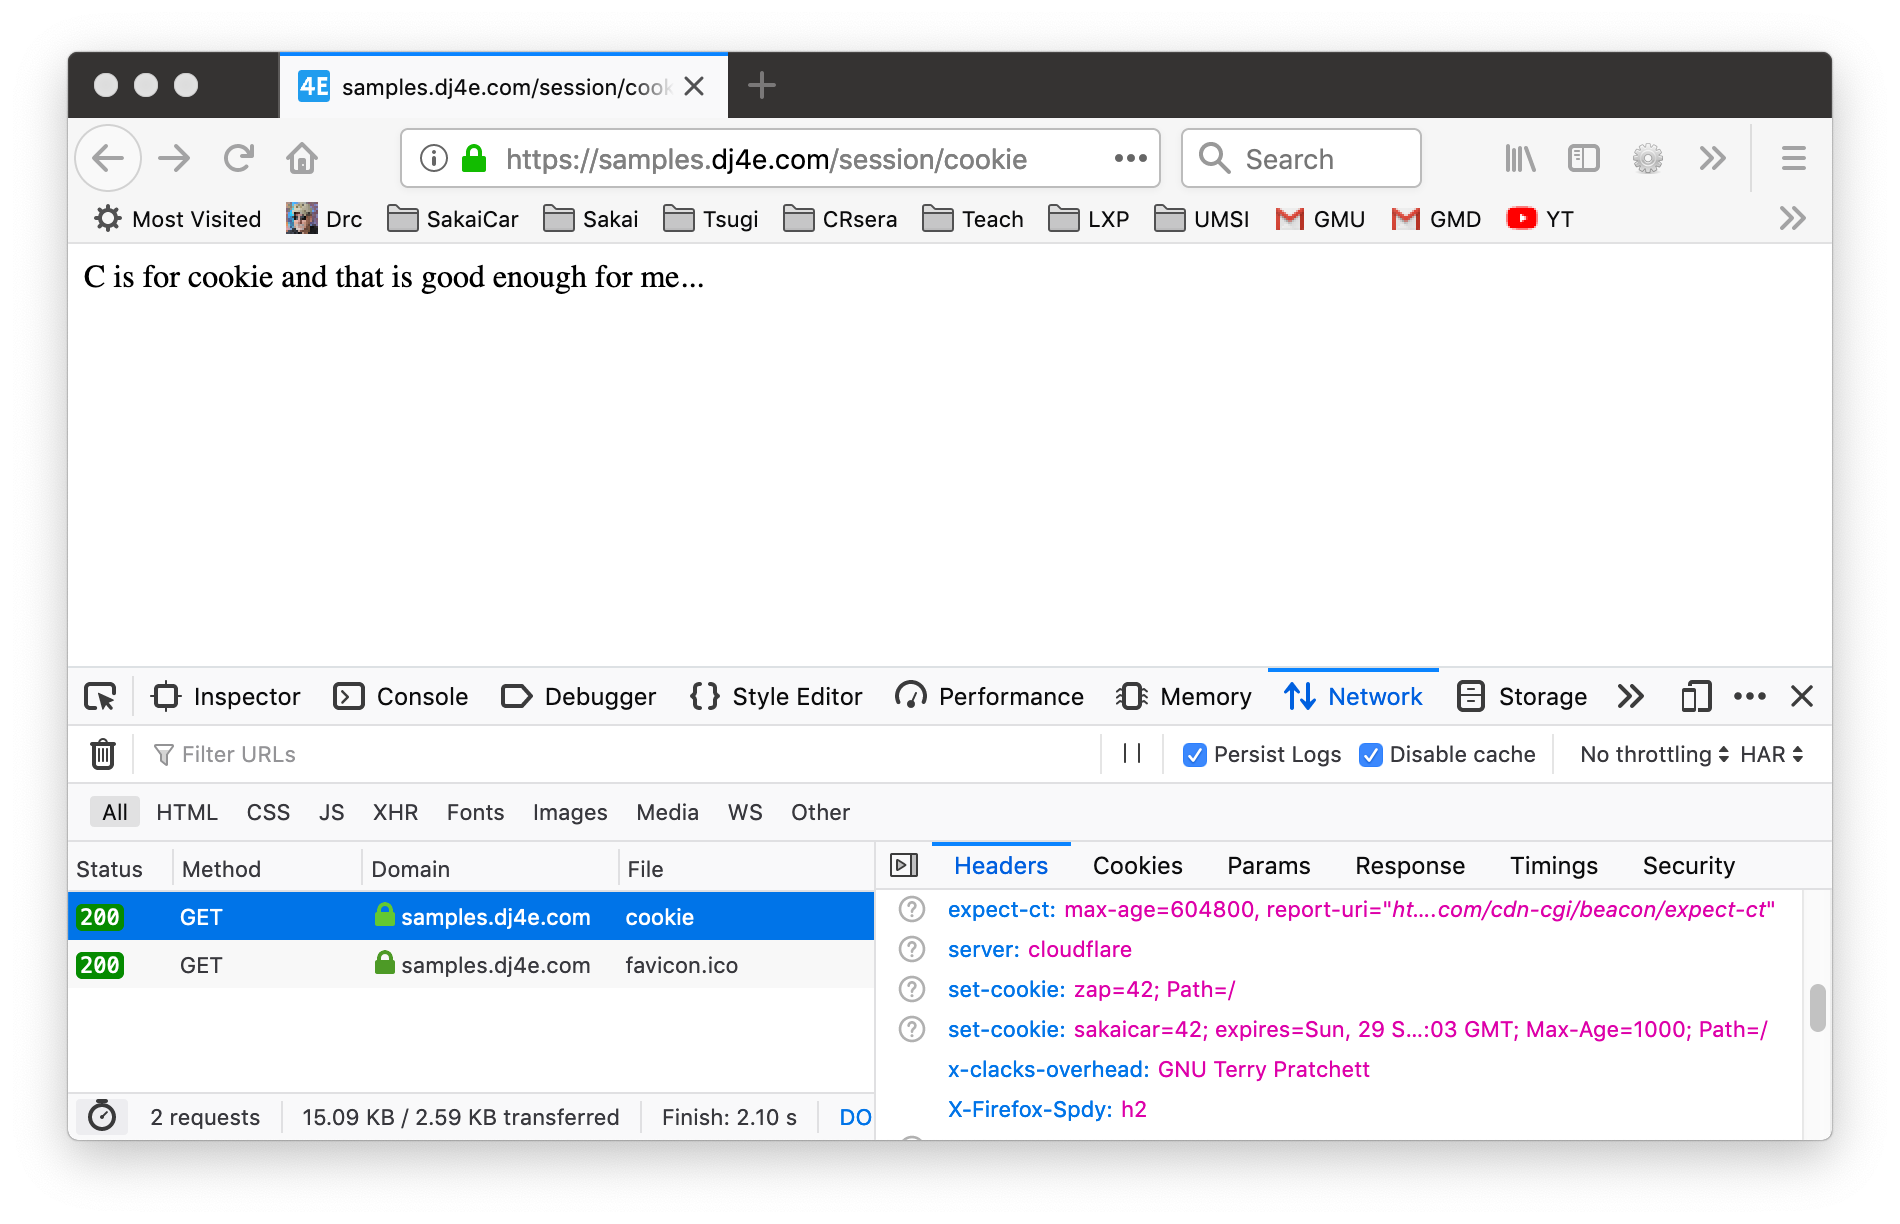 4E samples.dj4e.com/session/cook
https://samples.dj4e.com/session/cookie ••• Search
Most Visited Drc SakaiCar Sakai Tsugi CRsera Teach LXP UMSI GMU GMD YT
C is for cookie and that is good enough for me...
Inspector Console Debugger {} Style Editor Performance Memory Network Storage
Filter URLs Persist Logs Disable cache No throttling HAR
All HTML CSS JS XHR Fonts Images Media WS Other
Status Method Domain File
200 GET samples.dj4e.com cookie
200 GET samples.dj4e.com favicon.ico
2 requests 15.09 KB / 2.59 KB transferred Finish: 2.10 s DO
Headers Cookies Params Response Timings Security
expect-ct: max-age=604800, report-uri="ht….com/cdn-cgi/beacon/expect-ct"
server: cloudflare
set-cookie: zap=42; Path=/
set-cookie: sakaicar=42; expires=Sun, 29 S…:03 GMT; Max-Age=1000; Path=/
x-clacks-overhead: GNU Terry Pratchett
X-Firefox-Spdy: h2